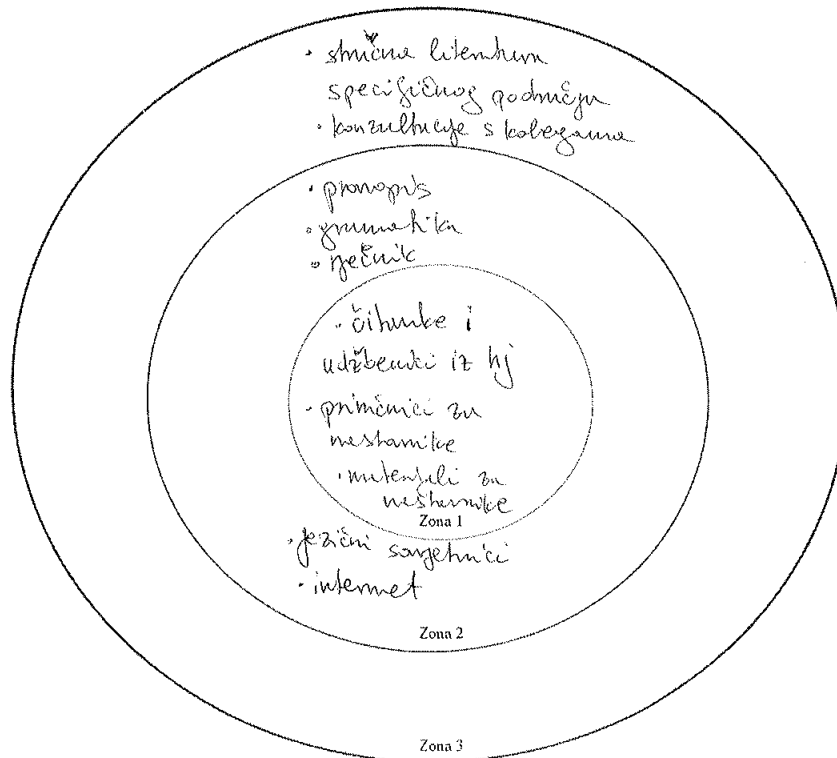 • stručna literatura
specifičnog područja
• konzultacije s kolegama
• pravopis
• gramatika
• rječnik
• čitanke i
udžbenici iz hj
• priručnici za
nastavnike
• materijali za
nastavnike
Zona 1
• jezični savjetnici
• internet
Zona 2
Zona 3